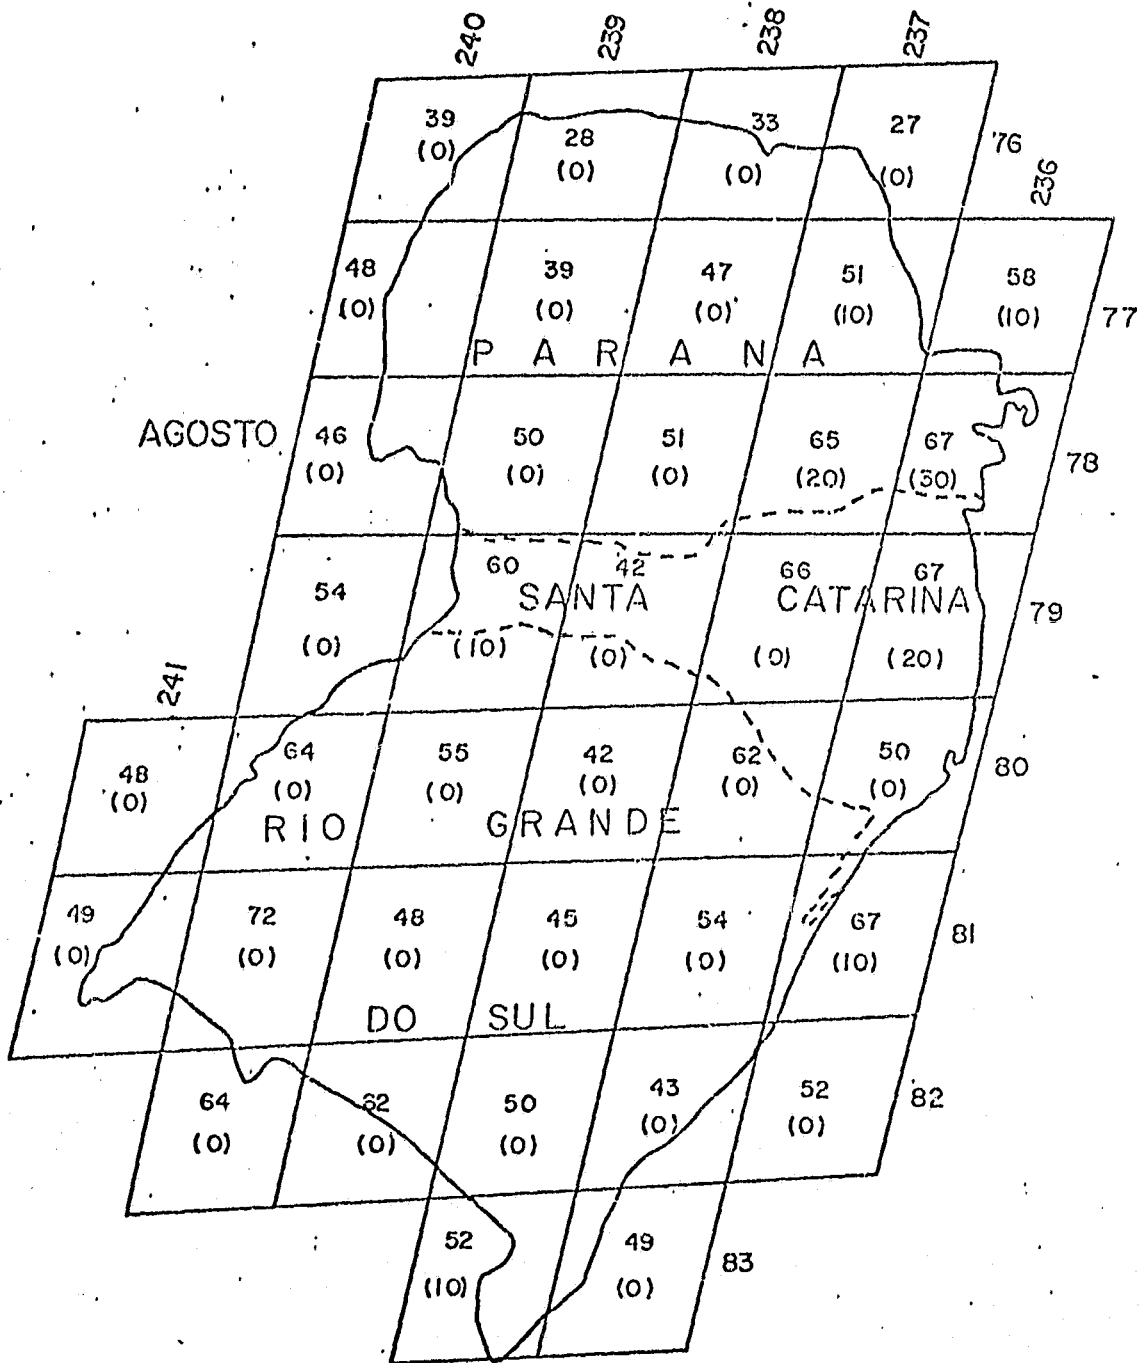 240 239 238 237
39 28 33 27 76
(0) (0) (0) (0)
236
48 39 47 51 58
(0) (0) (0) (10) (10) 77
PARANA
AGOSTO 46 50 51 65 67
(0) (0) (0) (20) (30) 78
60 42 66 67
54 SANTA CATARINA 79
(0) (10) (0) (0) (20)
241
48 64 55 42 62 50 80
(0) (0) (0) (0) (0) (0)
RIO GRANDE
49 72 48 45 54 67 81
(0) (0) (0) (0) (0) (10)
DO SUL
64 62 50 43 52 82
(0) (0) (0) (0) (0)
52 49 83
(10) (0)